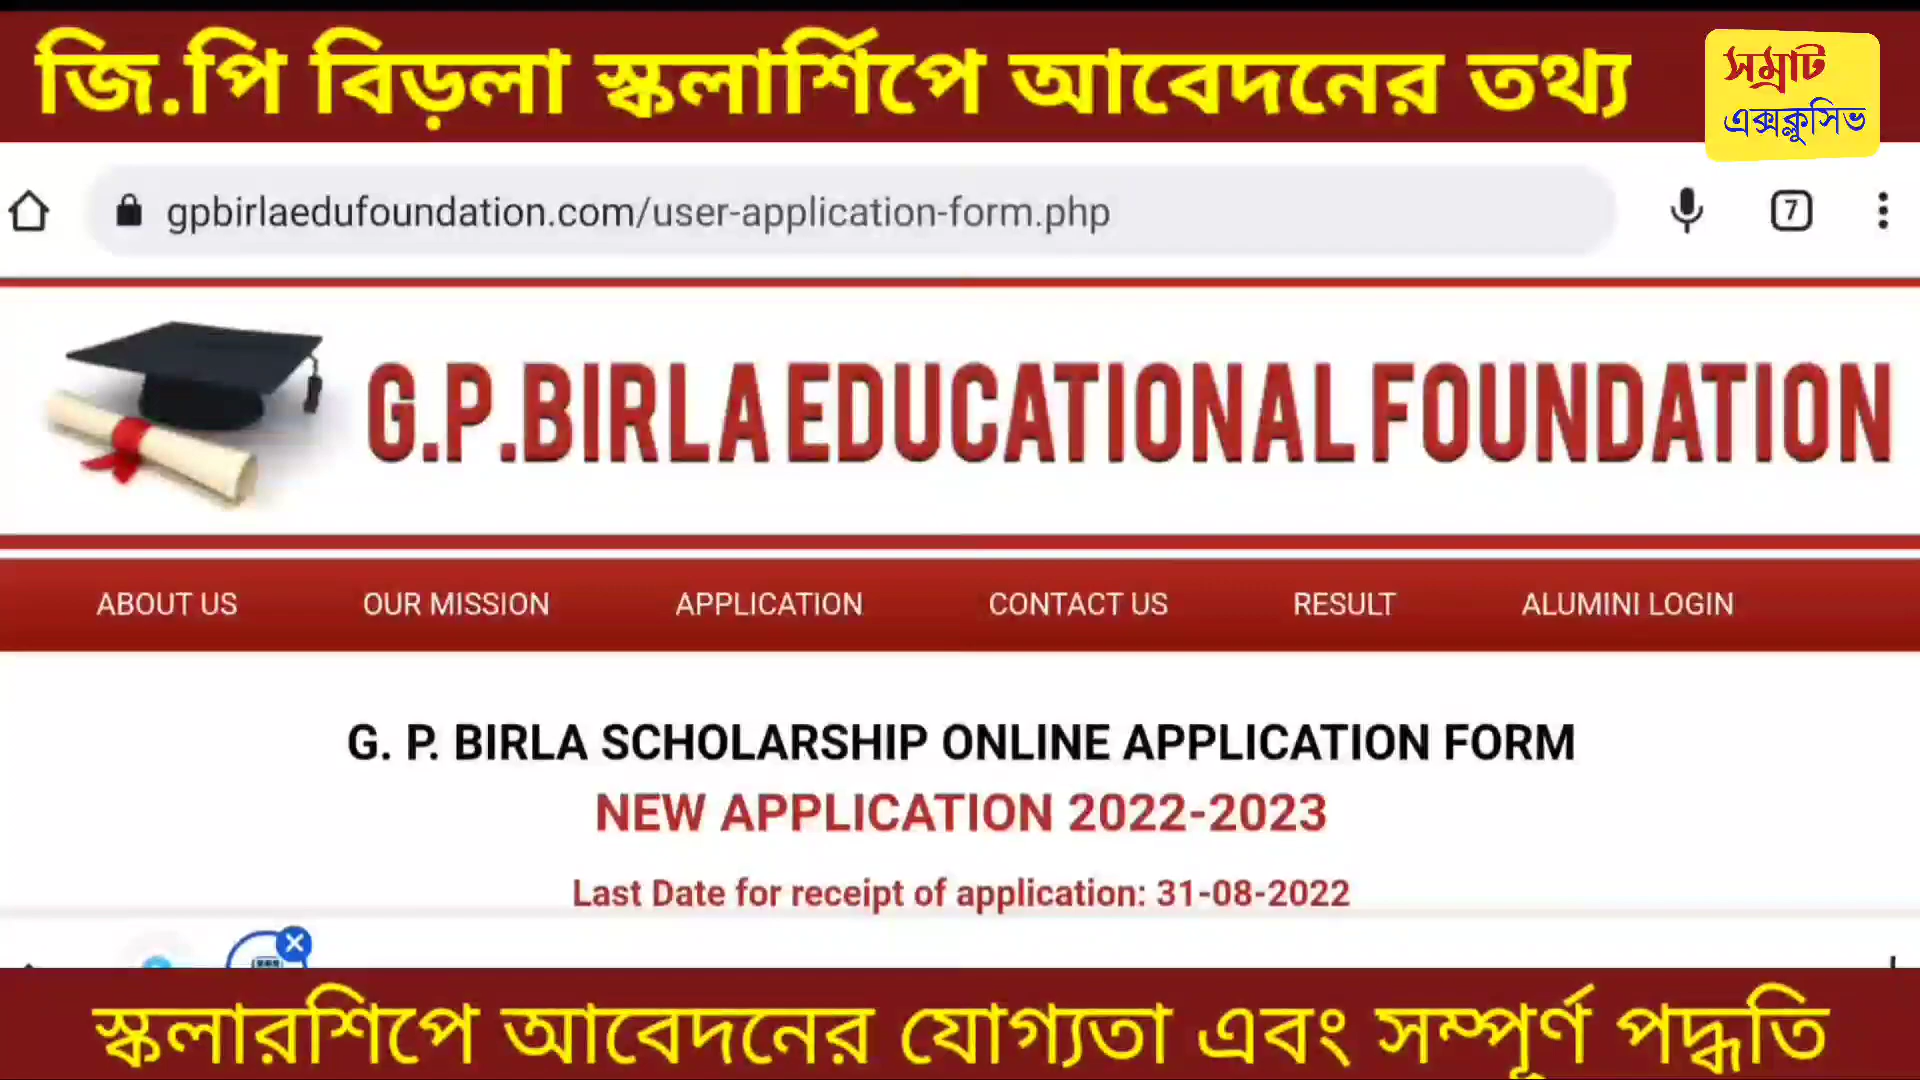 জি.পি বিড়লা স্কলার্শিপে আবেদনের তথ্য
সম্রাট
এক্সক্লুসিভ
gpbirlaedufoundation.com/user-application-form.php
7
G.P.BIRLA EDUCATIONAL FOUNDATION
ABOUT US OUR MISSION APPLICATION CONTACT US RESULT ALUMINI LOGIN
G. P. BIRLA SCHOLARSHIP ONLINE APPLICATION FORM
NEW APPLICATION 2022-2023
Last Date for receipt of application: 31-08-2022
স্কলারশিপে আবেদনের যোগ্যতা এবং সম্পূর্ণ পদ্ধতি